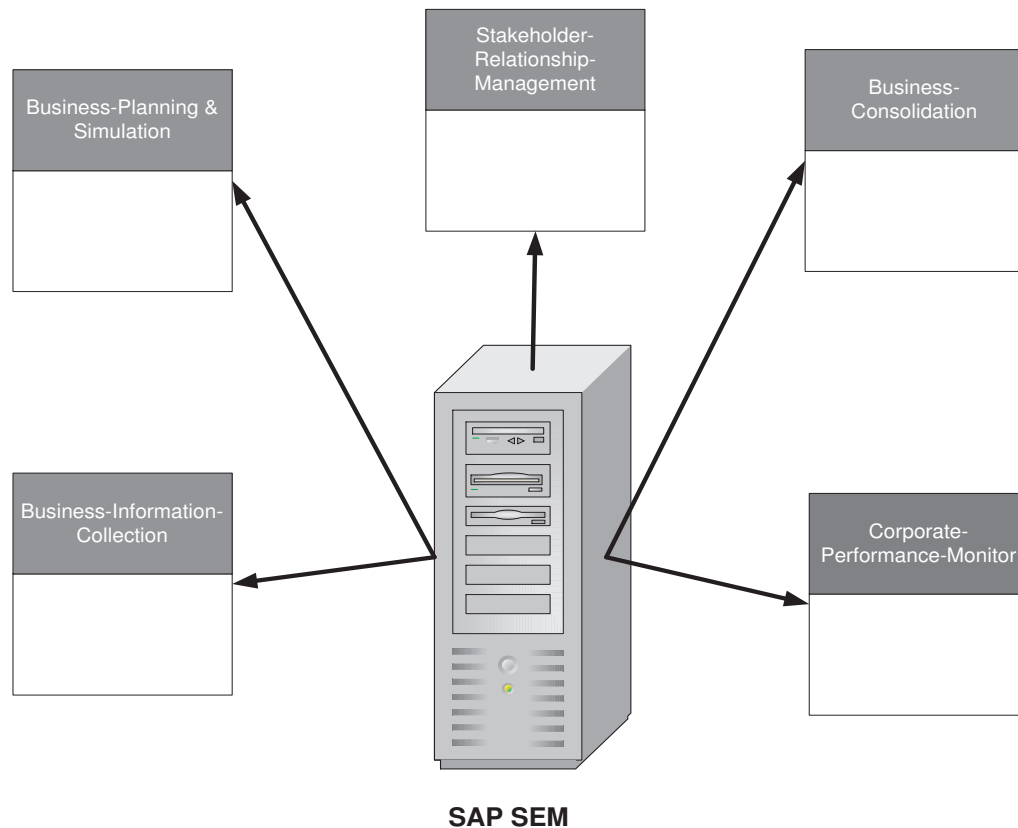 Stakeholder-
Relationship-
Management
Business-Planning &
Simulation
Business-
Consolidation
Business-Information-
Collection
Corporate-
Performance-Monitor
SAP SEM